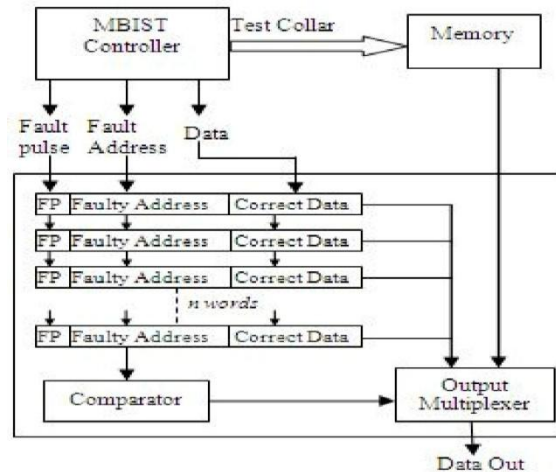 MBIST
Controller
Test Collar
Memory
Fault
pulse
Fault
Address
Data
FP Faulty Address Correct Data
FP Faulty Address Correct Data
FP Faulty Address Correct Data
n words
FP Faulty Address Correct Data
Comparator
Output
Multiplexer
Data Out